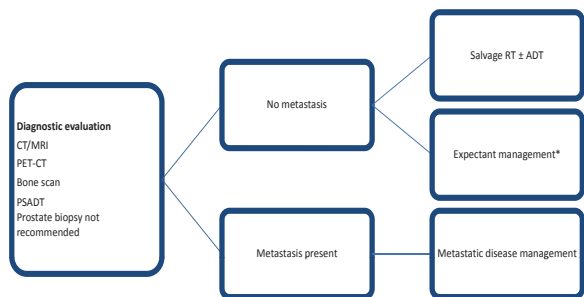 Diagnostic evaluation
CT/MRI
PET-CT
Bone scan
PSADT
Prostate biopsy not
recommended
No metastasis
Metastasis present
Salvage RT ± ADT
Expectant management*
Metastatic disease management